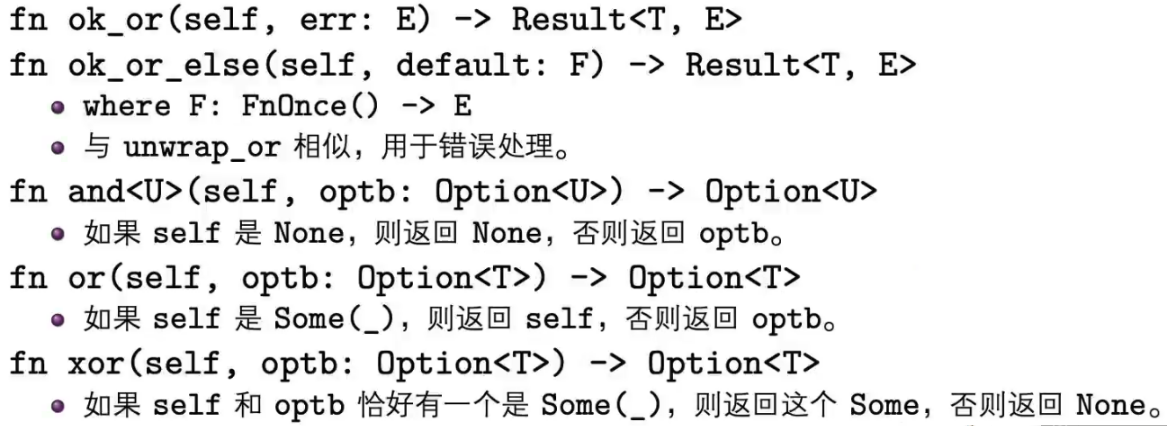 fn ok_or(self, err: E) -> Result<T, E>
fn ok_or_else(self, default: F) -> Result<T, E>
• where F: FnOnce() -> E
• 与 unwrap_or 相似，用于错误处理。
fn and<U>(self, optb: Option<U>) -> Option<U>
• 如果 self 是 None，则返回 None，否则返回 optb。
fn or(self, optb: Option<T>) -> Option<T>
• 如果 self 是 Some(_)，则返回 self，否则返回 optb。
fn xor(self, optb: Option<T>) -> Option<T>
• 如果 self 和 optb 恰好有一个是 Some(_)，则返回这个 Some，否则返回 None。